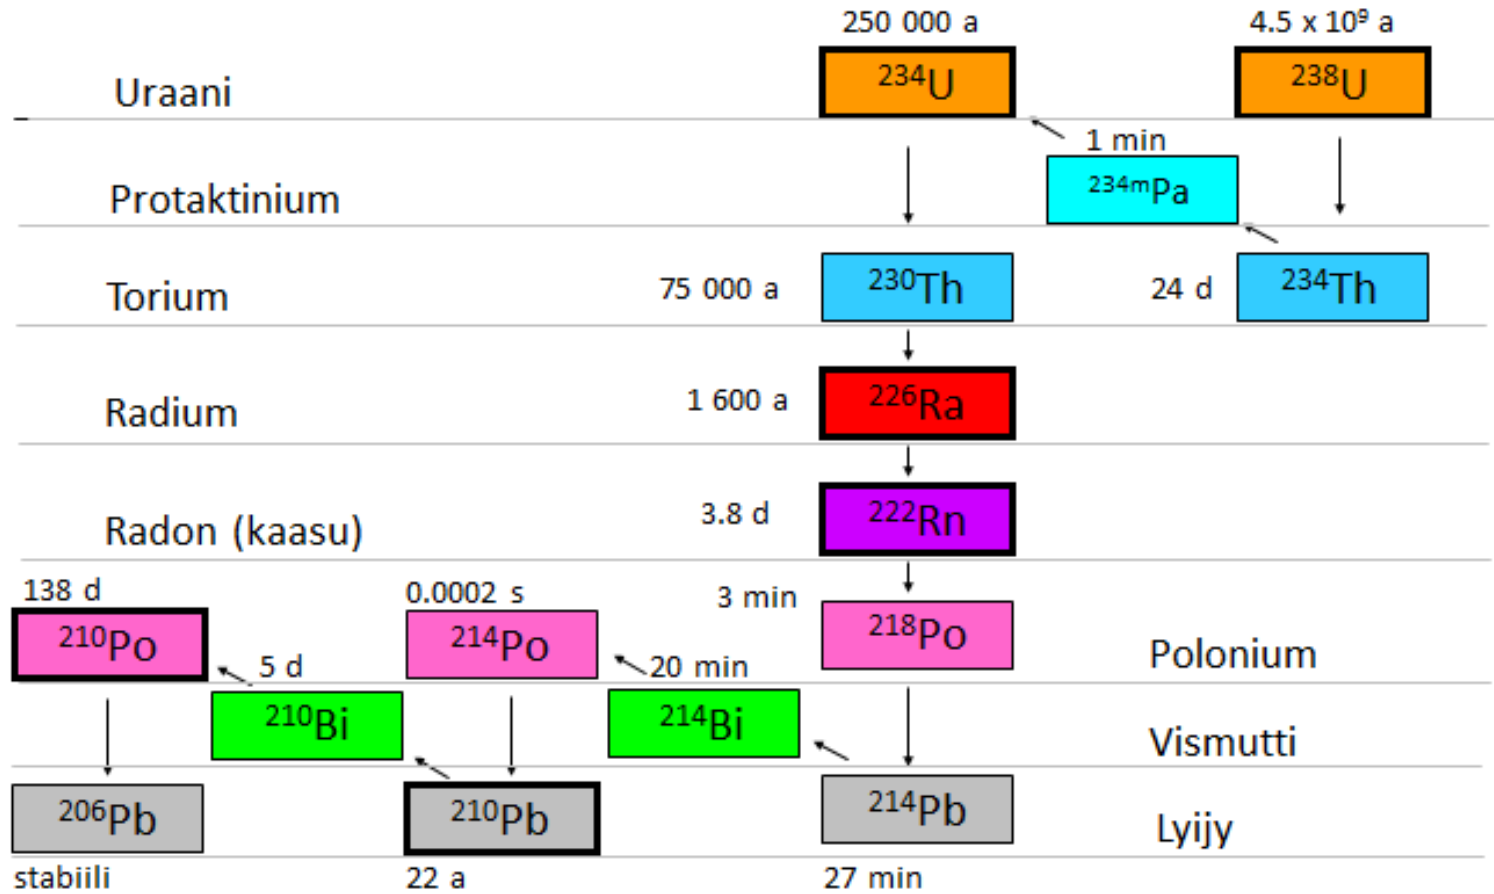 250 000 a 4.5 x 10⁹ a
Uraani ²³⁴U ²³⁸U
1 min
Protaktinium ²³⁴ᵐPa
Torium 75 000 a ²³⁰Th 24 d ²³⁴Th
Radium 1 600 a ²²⁶Ra
Radon (kaasu) 3.8 d ²²²Rn
138 d 0.0002 s 3 min
²¹⁰Po ²¹⁴Po ²¹⁸Po Polonium
5 d 20 min
²¹⁰Bi ²¹⁴Bi Vismutti
²⁰⁶Pb ²¹⁰Pb ²¹⁴Pb Lyijy
stabiili 22 a 27 min